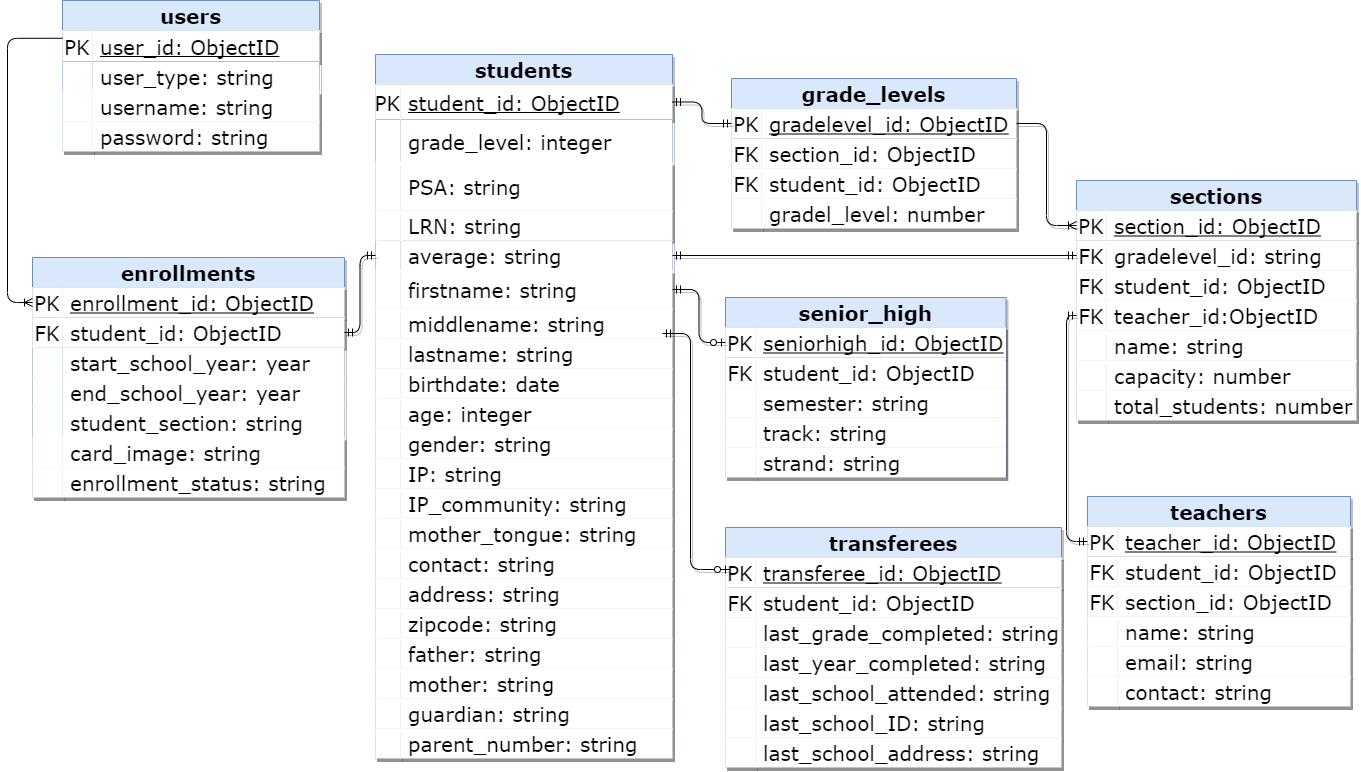 users
PK user_id: ObjectID
user_type: string
username: string
password: string
enrollments
PK enrollment_id: ObjectID
FK student_id: ObjectID
start_school_year: year
end_school_year: year
student_section: string
card_image: string
enrollment_status: string
students
PK student_id: ObjectID
grade_level: integer
PSA: string
LRN: string
average: string
firstname: string
middlename: string
lastname: string
birthdate: date
age: integer
gender: string
IP: string
IP_community: string
mother_tongue: string
contact: string
address: string
zipcode: string
father: string
mother: string
guardian: string
parent_number: string
grade_levels
PK gradelevel_id: ObjectID
FK section_id: ObjectID
FK student_id: ObjectID
gradel_level: number
senior_high
PK seniorhigh_id: ObjectID
FK student_id: ObjectID
semester: string
track: string
strand: string
transferees
PK transferee_id: ObjectID
FK student_id: ObjectID
last_grade_completed: string
last_year_completed: string
last_school_attended: string
last_school_ID: string
last_school_address: string
sections
PK section_id: ObjectID
FK gradelevel_id: string
FK student_id: ObjectID
FK teacher_id:ObjectID
name: string
capacity: number
total_students: number
teachers
PK teacher_id: ObjectID
FK student_id: ObjectID
FK section_id: ObjectID
name: string
email: string
contact: string